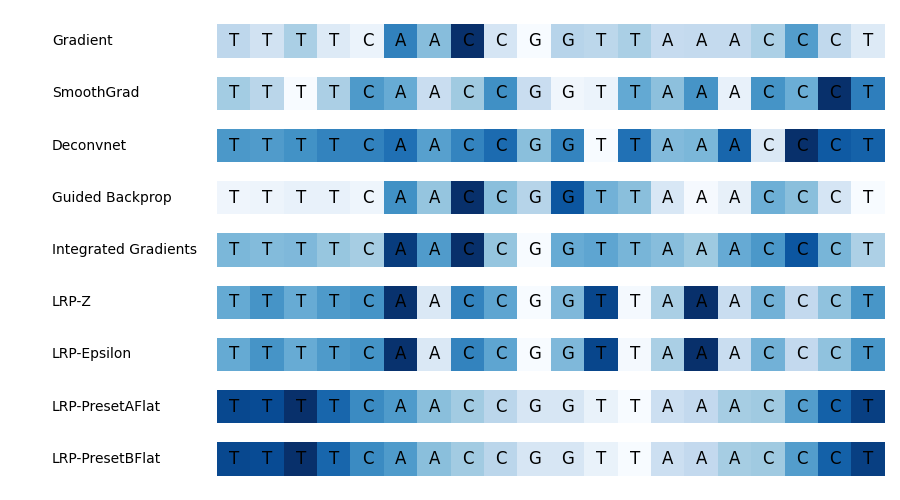 Gradient T T T T C A A C C G G T T A A A C C C T
SmoothGrad T T T T C A A C C G G T T A A A C C C T
Deconvnet T T T T C A A C C G G T T A A A C C C T
Guided Backprop T T T T C A A C C G G T T A A A C C C T
Integrated Gradients T T T T C A A C C G G T T A A A C C C T
LRP-Z T T T T C A A C C G G T T A A A C C C T
LRP-Epsilon T T T T C A A C C G G T T A A A C C C T
LRP-PresetAFlat T T T T C A A C C G G T T A A A C C C T
LRP-PresetBFlat T T T T C A A C C G G T T A A A C C C T